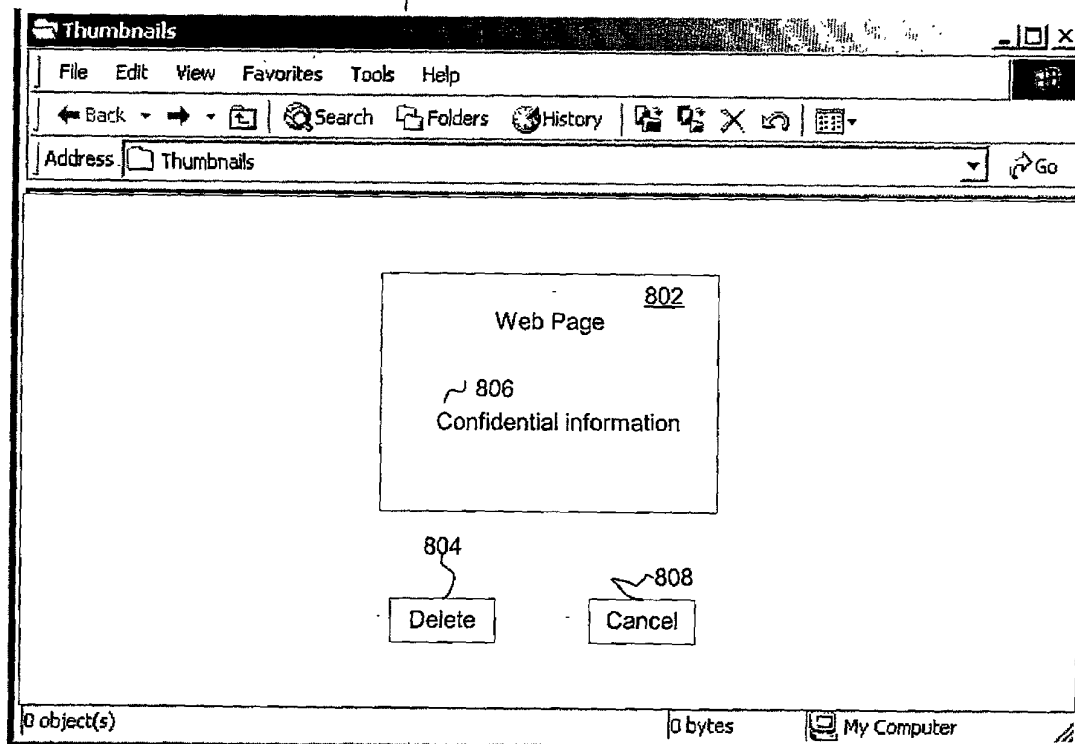 Thumbnails
File Edit View Favorites Tools Help
Back Search Folders History
Address Thumbnails Go
802
Web Page
806
Confidential information
804
808
Delete Cancel
0 object(s) 0 bytes My Computer